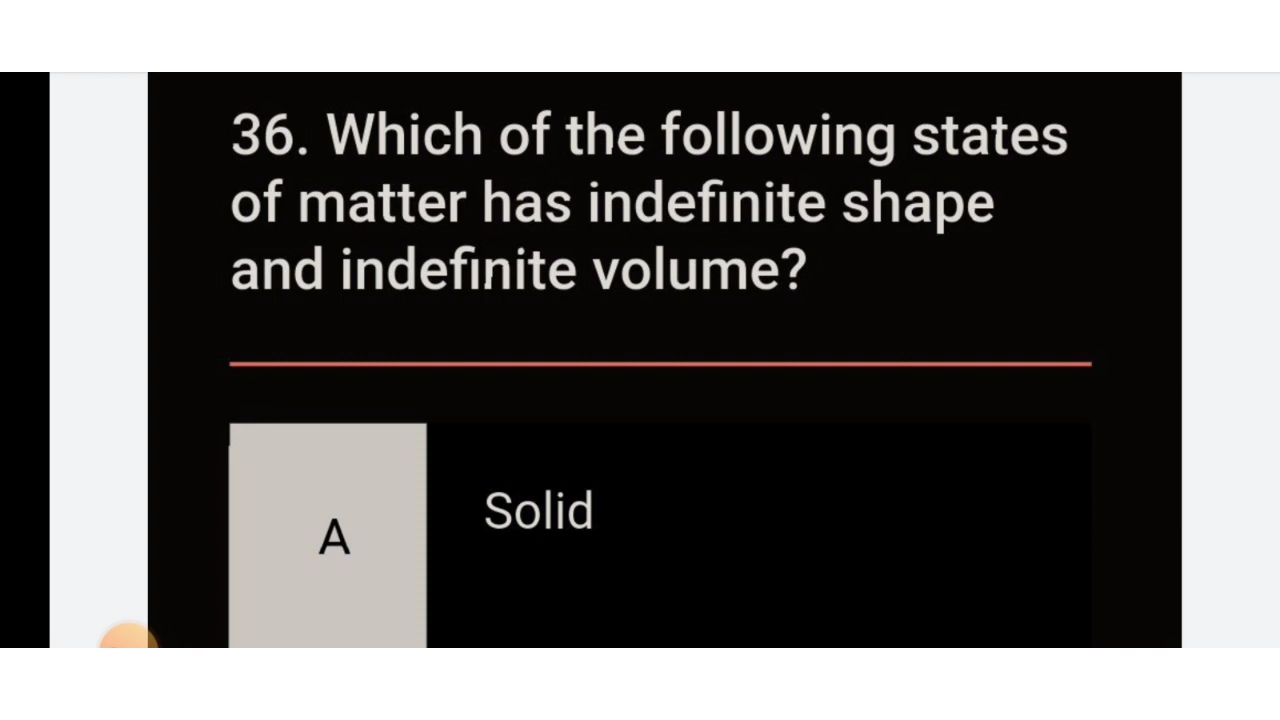 36. Which of the following states
of matter has indefinite shape
and indefinite volume?
A
Solid